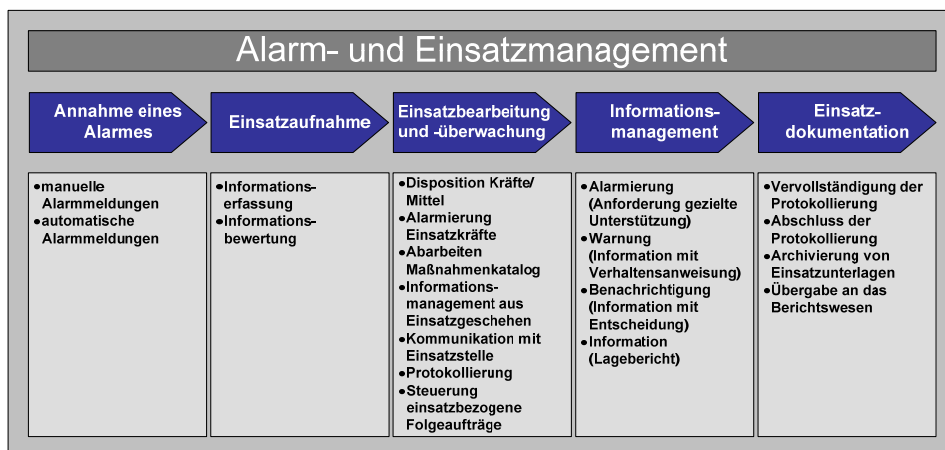 Alarm- und Einsatzmanagement
Annahme eines
Alarmes
Einsatzaufnahme
Einsatzbearbeitung
und -überwachung
Informations-
management
Einsatz-
dokumentation
•manuelle
Alarmmeldungen
•automatische
Alarmmeldungen
•Informations-
erfassung
•Informations-
bewertung
•Disposition Kräfte/
Mittel
•Alarmierung
Einsatzkräfte
•Abarbeiten
Maßnahmenkatalog
•Informations-
management aus
Einsatzgeschehen
•Kommunikation mit
Einsatzstelle
•Protokollierung
•Steuerung
einsatzbezogene
Folgeaufträge
•Alarmierung
(Anforderung gezielte
Unterstützung)
•Warnung
(Information mit
Verhaltensanweisung)
•Benachrichtigung
(Information mit
Entscheidung)
•Information
(Lagebericht)
•Vervollständigung der
Protokollierung
•Abschluss der
Protokollierung
•Archivierung von
Einsatzunterlagen
•Übergabe an das
Berichtswesen